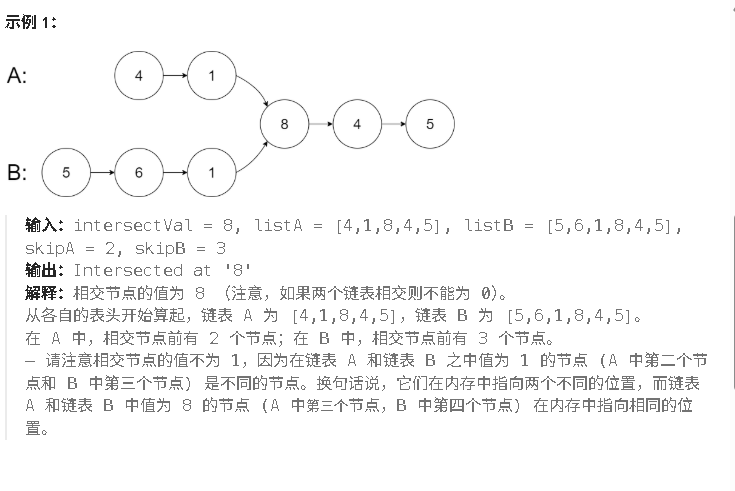 示例 1:
A:
4
1
8
4
5
B:
5
6
1
输入: intersectVal = 8, listA = [4,1,8,4,5], listB = [5,6,1,8,4,5],
skipA = 2, skipB = 3
输出: Intersected at '8'
解释: 相交节点的值为 8 (注意，如果两个链表相交则不能为 0)。
从各自的表头开始算起，链表 A 为 [4,1,8,4,5]，链表 B 为 [5,6,1,8,4,5]。
在 A 中，相交节点前有 2 个节点；在 B 中，相交节点前有 3 个节点。
— 请注意相交节点的值不为 1，因为在链表 A 和链表 B 之中值为 1 的节点 (A 中第二个节
点和 B 中第三个节点) 是不同的节点。换句话说，它们在内存中指向两个不同的位置，而链表
A 和链表 B 中值为 8 的节点 (A 中第三个节点，B 中第四个节点) 在内存中指向相同的位
置。